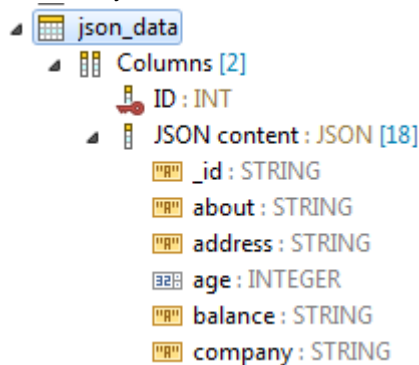 json_data
Columns [2]
ID : INT
JSON content : JSON [18]
"A" _id : STRING
"A" about : STRING
"A" address : STRING
32 age : INTEGER
"A" balance : STRING
"A" company : STRING